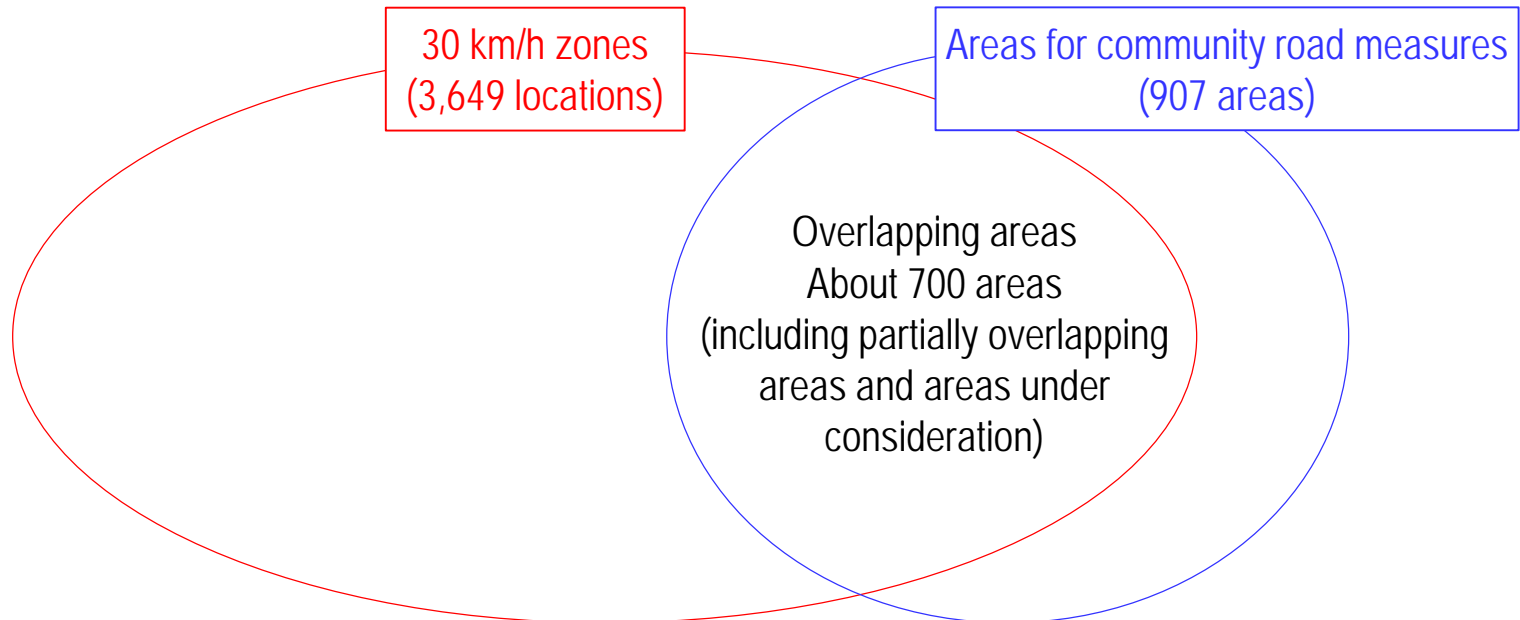 30 km/h zones
(3,649 locations)
Areas for community road measures
(907 areas)
Overlapping areas
About 700 areas
(including partially overlapping
areas and areas under
consideration)